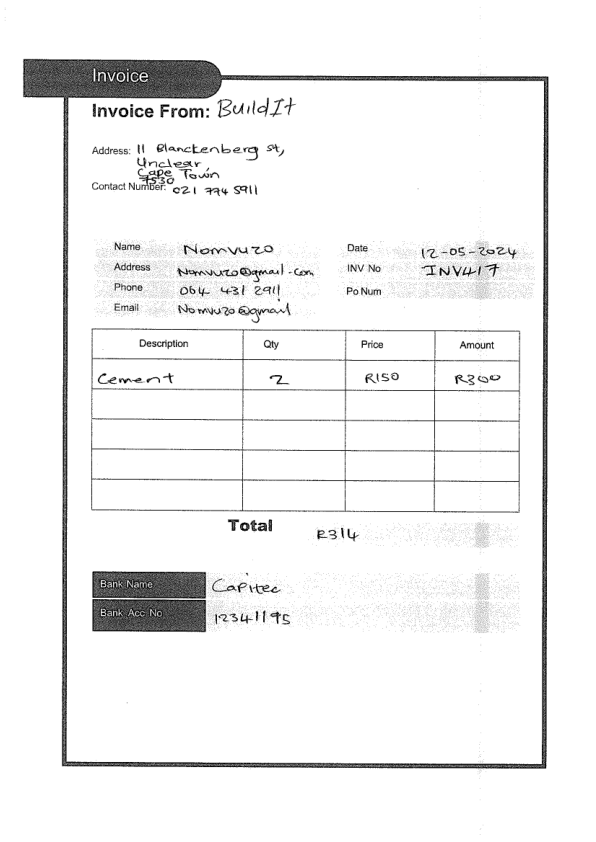 Invoice
Invoice From: BuildIt
Address: 11 Blanckenberg St,
Unclear
Cape Town
7530
Contact Number: 021 774 5911
Name Nomvuzo Date 12-05-2024
Address Nomvuzo@gmail.com INV No INV417
Phone 064 431 2911 Po Num
Email Nomvuzo@gmail
Description Qty Price Amount
Cement 2 R150 R300
Total R314
Bank Name Capitec
Bank Acc No 12341195